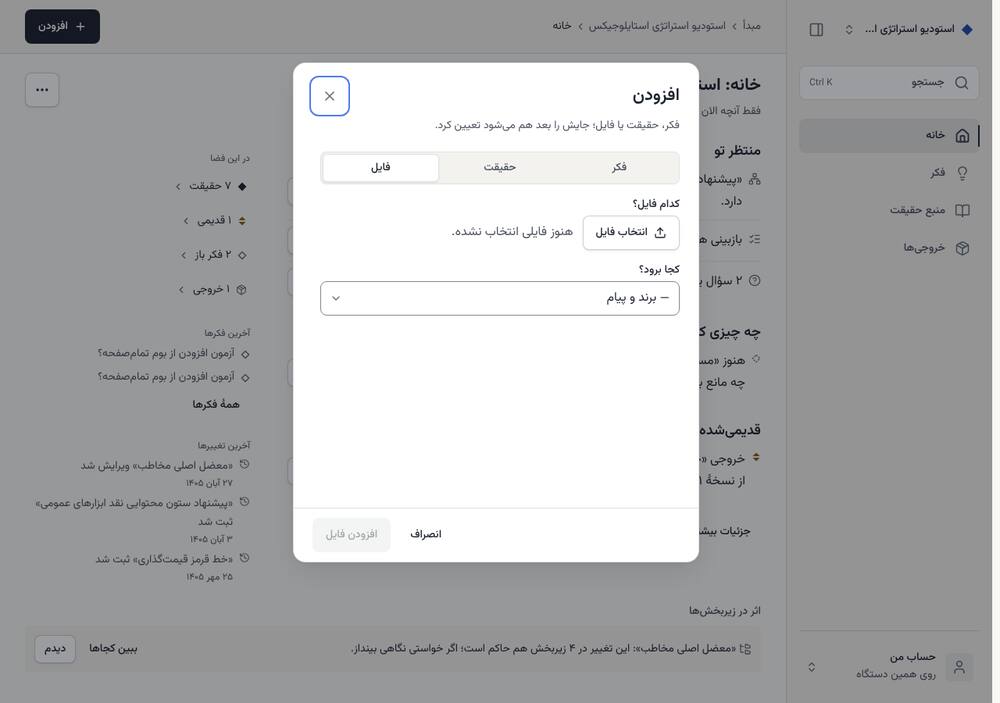 استودیو استراتژی ا...
جستجو
Ctrl K
خانه
فکر
منبع حقیقت
خروجی‌ها
حساب من
روی همین دستگاه
مبدأ › استودیو استراتژی استایلوجیکس › خانه
+ افزودن
خانه: است
فقط آنچه الان
منتظر تو
«پیشنهاد
دارد.
بازبینی
۲ سؤال
چه چیزی
هنوز
چه مانع
قدیمی‌شده
خروجی
از نسخهٔ ۱
جزئیات
افزودن
فکر، حقیقت یا فایل؛ جایش را بعد هم می‌شود تعیین کرد.
فکر
حقیقت
فایل
کدام فایل؟
انتخاب فایل
هنوز فایلی انتخاب نشده.
کجا برود؟
— برند و پیام
انصراف
افزودن فایل
در این فضا
۷ حقیقت
۱ قدیمی
۲ فکر باز
۱ خروجی
آخرین فکرها
آزمون افزودن از بوم تمام‌صفحه؟
آزمون افزودن از بوم تمام‌صفحه؟
همهٔ فکرها
آخرین تغییرها
«معضل اصلی مخاطب» ویرایش شد
۲۷ آبان ۱۴۰۵
«پیشنهاد ستون محتوایی نقد ابزارهای عمومی»
ثبت شد
۳ آبان ۱۴۰۵
«خط قرمز قیمت‌گذاری» ثبت شد
۲۵ مهر ۱۴۰۵
اثر در زیربخش‌ها
«معضل اصلی مخاطب»: این تغییر در ۴ زیربخش هم حاکم است؛ اگر خواستی نگاهی بینداز.
ببین کجاها
دیدم